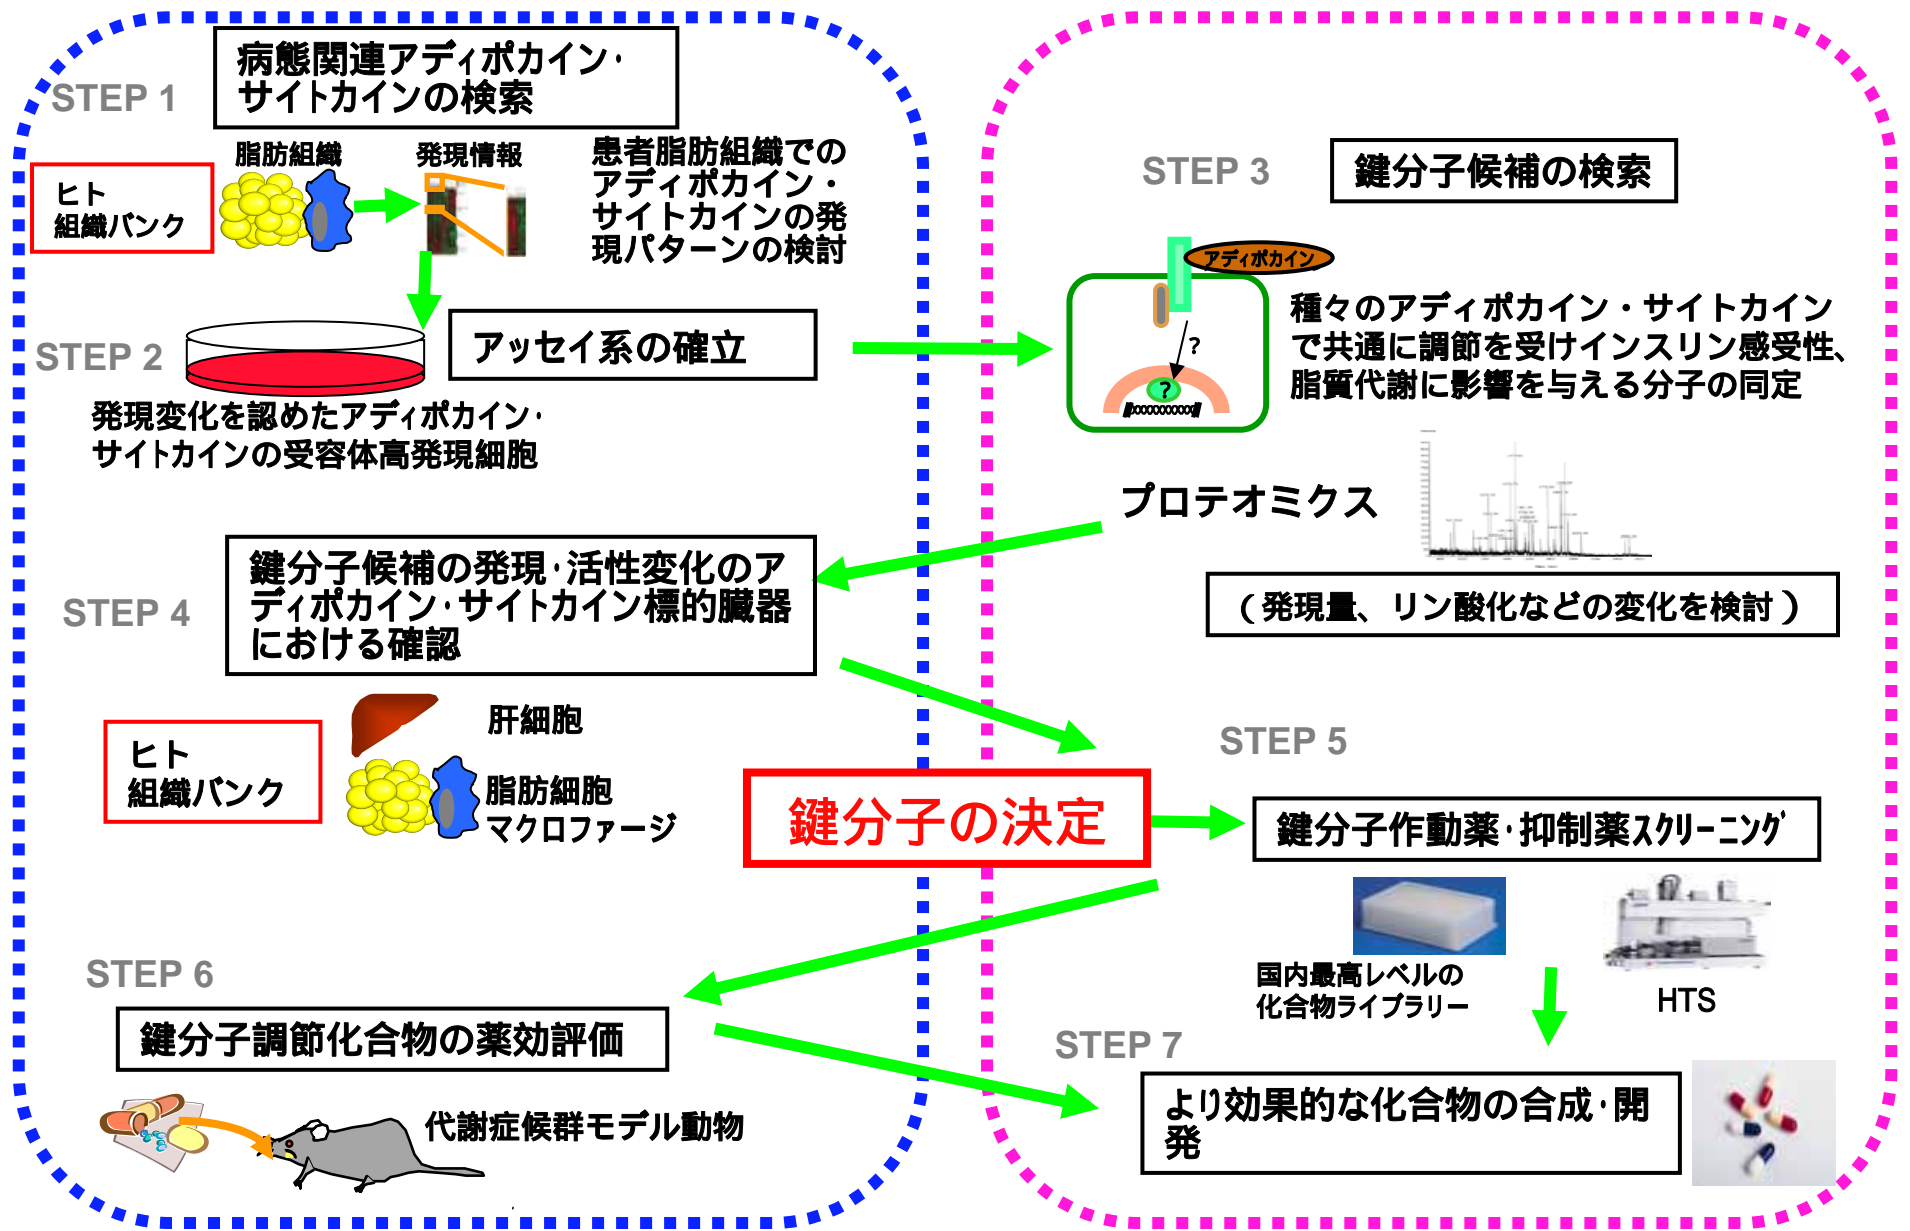 STEP 1
病態関連アディポカイン・
サイトカインの検索
ヒト
組織バンク
脂肪組織
発現情報
患者脂肪組織での
アディポカイン・
サイトカインの発
現パターンの検討
STEP 2
アッセイ系の確立
発現変化を認めたアディポカイン・
サイトカインの受容体高発現細胞
STEP 3
鍵分子候補の検索
アディポカイン
?
?
種々のアディポカイン・サイトカイン
で共通に調節を受けインスリン感受性、
脂質代謝に影響を与える分子の同定
プロテオミクス
（発現量、リン酸化などの変化を検討）
STEP 4
鍵分子候補の発現・活性変化のア
ディポカイン・サイトカイン標的臓器
における確認
ヒト
組織バンク
肝細胞
脂肪細胞
マクロファージ
鍵分子の決定
STEP 5
鍵分子作動薬・抑制薬スクリーニング
国内最高レベルの
化合物ライブラリー
HTS
STEP 6
鍵分子調節化合物の薬効評価
代謝症候群モデル動物
STEP 7
より効果的な化合物の合成・開
発